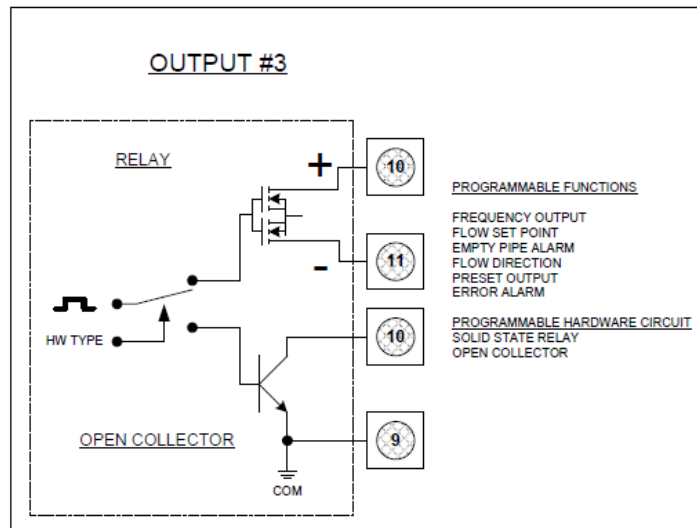 OUTPUT #3
RELAY
+
10
PROGRAMMABLE FUNCTIONS
FREQUENCY OUTPUT
FLOW SET POINT
EMPTY PIPE ALARM
FLOW DIRECTION
PRESET OUTPUT
ERROR ALARM
-
11
HW TYPE
10
PROGRAMMABLE HARDWARE CIRCUIT
SOLID STATE RELAY
OPEN COLLECTOR
OPEN COLLECTOR
9
COM